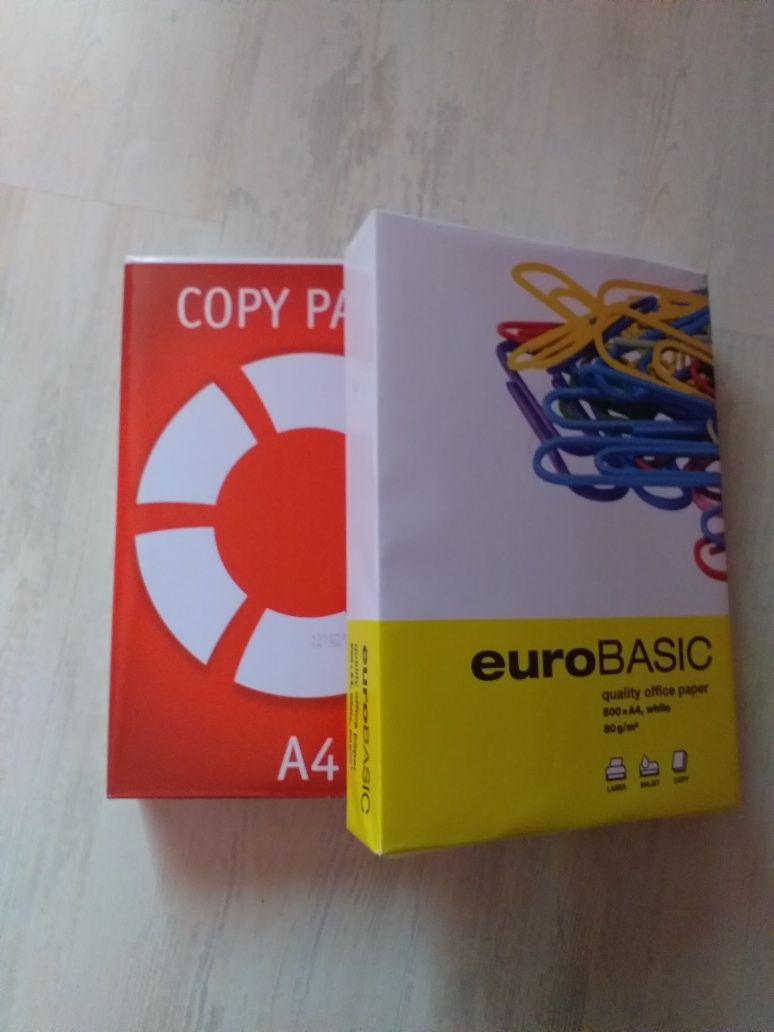 COPY PA
A4
euroBASIC
quality office paper
500 x A4, white
80 g/m²
LASER
INKJET
COPY
euroBASIC
quality office paper